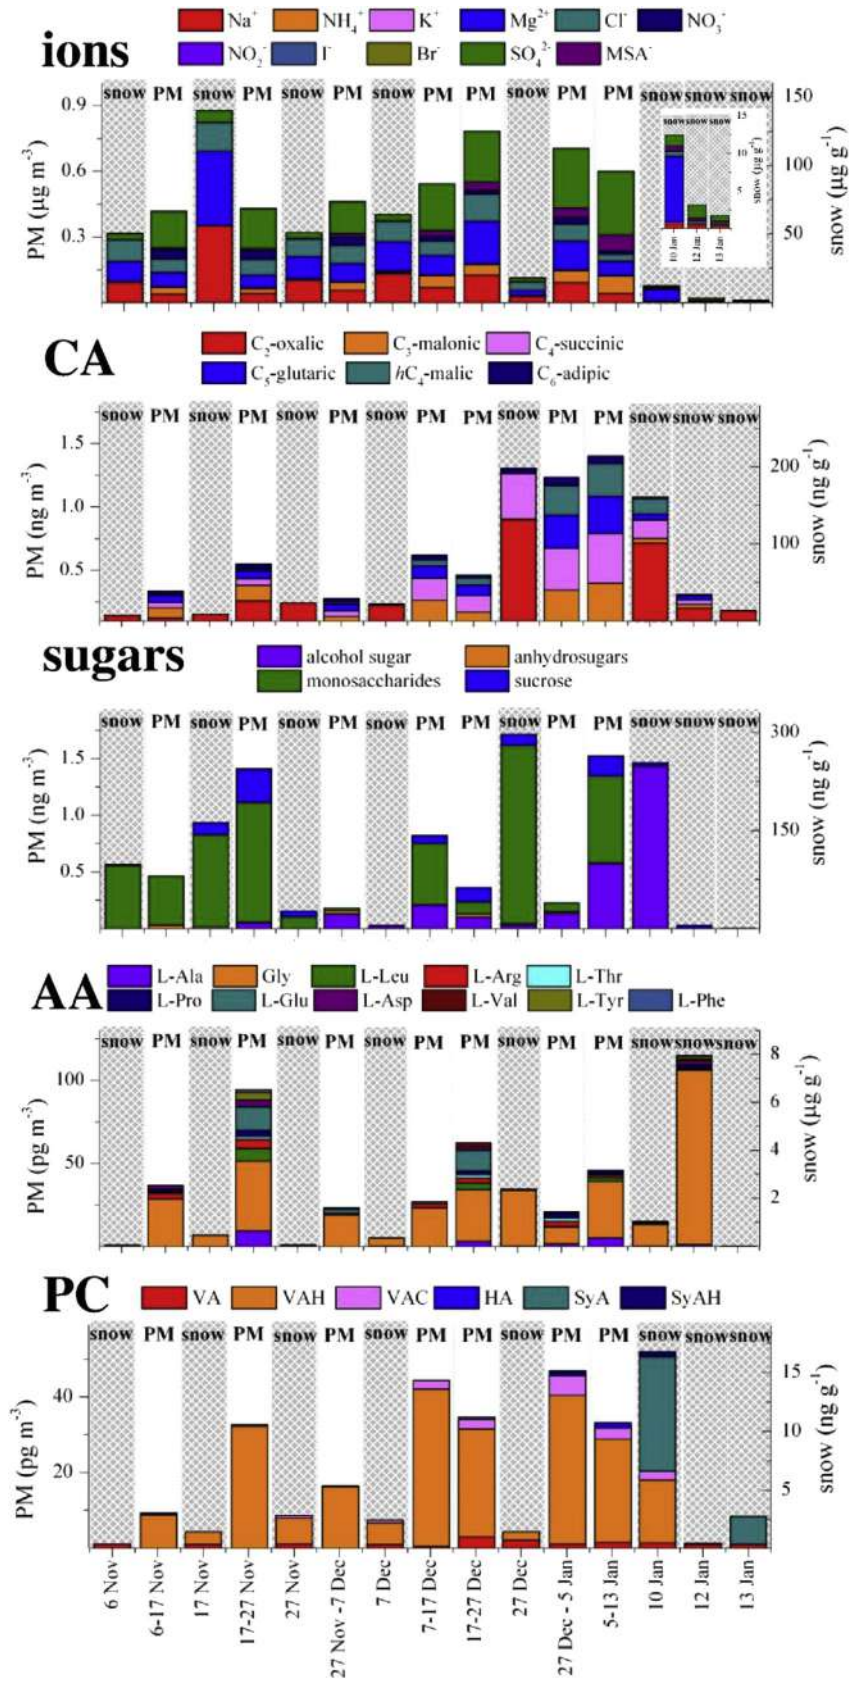 ions
Na⁺ NH₄⁺ K⁺ Mg²⁺ Cl⁻ NO₃⁻
NO₂⁻ I⁻ Br⁻ SO₄²⁻ MSA⁻
snow PM snow PM snow PM snow PM PM snow PM PM snow snow snow
PM (μg m⁻³)
0.9
0.6
0.3
150
100
50
snow (μg g⁻¹)
snow snow snow
15
10
5
snow (μg g⁻¹)
10 Jan
12 Jan
13 Jan
CA
C₂-oxalic C₃-malonic C₄-succinic
C₅-glutaric hC₄-malic C₆-adipic
snow PM snow PM snow PM snow PM PM snow PM PM snow snow snow
PM (ng m⁻³)
1.5
1.0
0.5
200
100
snow (ng g⁻¹)
sugars
alcohol sugar anhydrosugars
monosaccharides sucrose
snow PM snow PM snow PM snow PM PM snow PM PM snow snow snow
PM (ng m⁻³)
1.5
1.0
0.5
300
150
snow (ng g⁻¹)
AA
L-Ala Gly L-Leu L-Arg L-Thr
L-Pro L-Glu L-Asp L-Val L-Tyr L-Phe
snow PM snow PM snow PM snow PM PM snow PM PM snow snow snow
PM (pg m⁻³)
100
50
8
6
4
2
snow (μg g⁻¹)
PC
VA VAH VAC HA SyA SyAH
snow PM snow PM snow PM snow PM PM snow PM PM snow snow snow
PM (pg m⁻³)
40
20
15
10
5
snow (ng g⁻¹)
6 Nov
6-17 Nov
17 Nov
17-27 Nov
27 Nov
27 Nov -7 Dec
7 Dec
7-17 Dec
17-27 Dec
27 Dec
27 Dec - 5 Jan
5-13 Jan
10 Jan
12 Jan
13 Jan